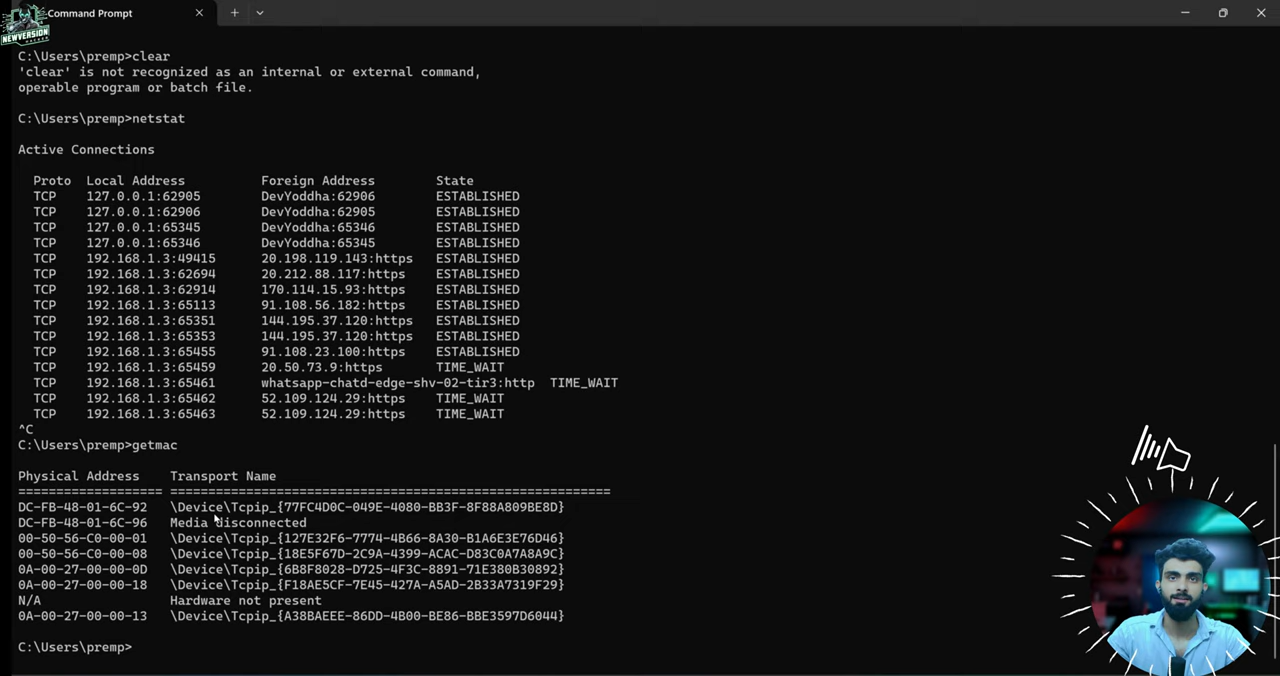 Command Prompt
NEWVERSION
C:\Users\premp>clear
'clear' is not recognized as an internal or external command,
operable program or batch file.
C:\Users\premp>netstat
Active Connections
Proto  Local Address          Foreign Address        State
TCP    127.0.0.1:62905        DevYoddha:62906        ESTABLISHED
TCP    127.0.0.1:62906        DevYoddha:62905        ESTABLISHED
TCP    127.0.0.1:65345        DevYoddha:65346        ESTABLISHED
TCP    127.0.0.1:65346        DevYoddha:65345        ESTABLISHED
TCP    192.168.1.3:49415      20.198.119.143:https   ESTABLISHED
TCP    192.168.1.3:62694      20.212.88.117:https    ESTABLISHED
TCP    192.168.1.3:62914      170.114.15.93:https    ESTABLISHED
TCP    192.168.1.3:65113      91.108.56.182:https    ESTABLISHED
TCP    192.168.1.3:65351      144.195.37.120:https   ESTABLISHED
TCP    192.168.1.3:65353      144.195.37.120:https   ESTABLISHED
TCP    192.168.1.3:65455      91.108.23.100:https    ESTABLISHED
TCP    192.168.1.3:65459      20.50.73.9:https       TIME_WAIT
TCP    192.168.1.3:65461      whatsapp-chatd-edge-shv-02-tir3:http  TIME_WAIT
TCP    192.168.1.3:65462      52.109.124.29:https    TIME_WAIT
TCP    192.168.1.3:65463      52.109.124.29:https    TIME_WAIT
^C
C:\Users\premp>getmac
Physical Address    Transport Name
=================== ==========================================================
DC-FB-48-01-6C-92   \Device\Tcpip_{77FC4D0C-049E-4080-BB3F-8F88A809BE8D}
DC-FB-48-01-6C-96   Media disconnected
00-50-56-C0-00-01   \Device\Tcpip_{127E32F6-7774-4B66-8A30-B1A6E3E76D46}
00-50-56-C0-00-08   \Device\Tcpip_{18E5F67D-2C9A-4399-ACAC-D83C0A7A8A9C}
0A-00-27-00-00-0D   \Device\Tcpip_{6B8F8028-D725-4F3C-8891-71E380B30892}
0A-00-27-00-00-18   \Device\Tcpip_{F18AE5CF-7E45-427A-A5AD-2B33A7319F29}
N/A                 Hardware not present
0A-00-27-00-00-13   \Device\Tcpip_{A38BAEEE-86DD-4B00-BE86-BBE3597D6044}
C:\Users\premp>